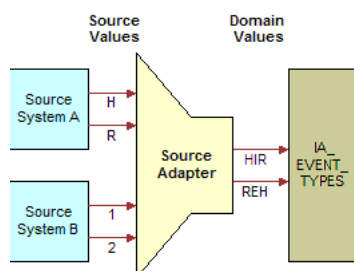 Source
Values
Domain
Values
Source
System A
H
R
Source
Adapter
HIR
REH
IA_
EVENT_
TYPES
Source
System B
1
2